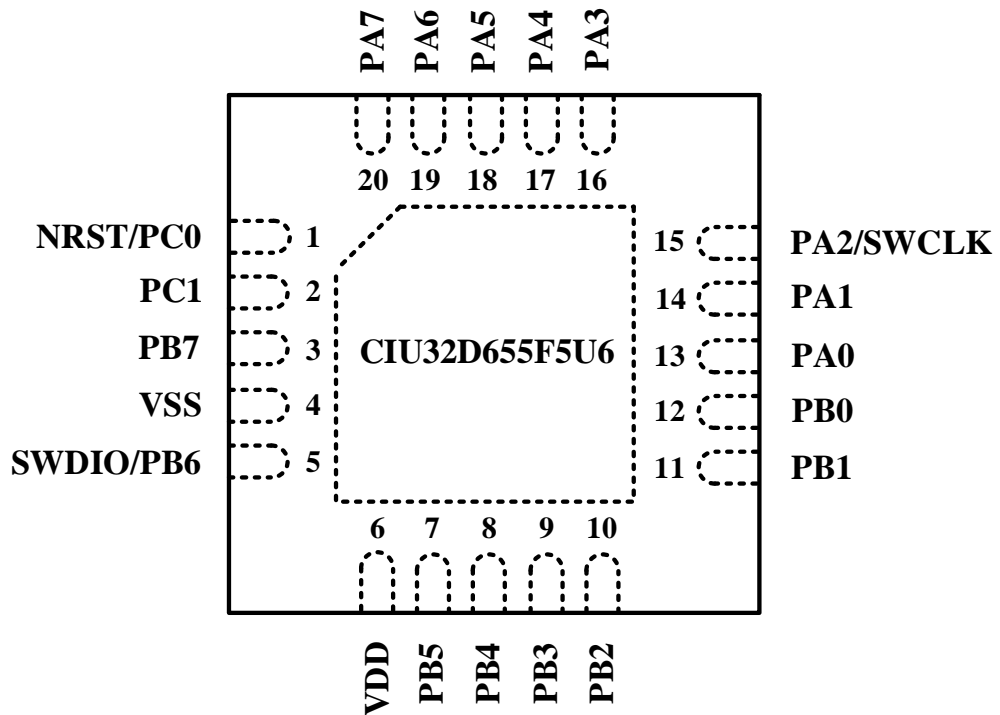 PA7 PA6 PA5 PA4 PA3
20 19 18 17 16
NRST/PC0 1 15 PA2/SWCLK
PC1 2 14 PA1
PB7 3 CIU32D655F5U6 13 PA0
VSS 4 12 PB0
SWDIO/PB6 5 11 PB1
6 7 8 9 10
VDD PB5 PB4 PB3 PB2